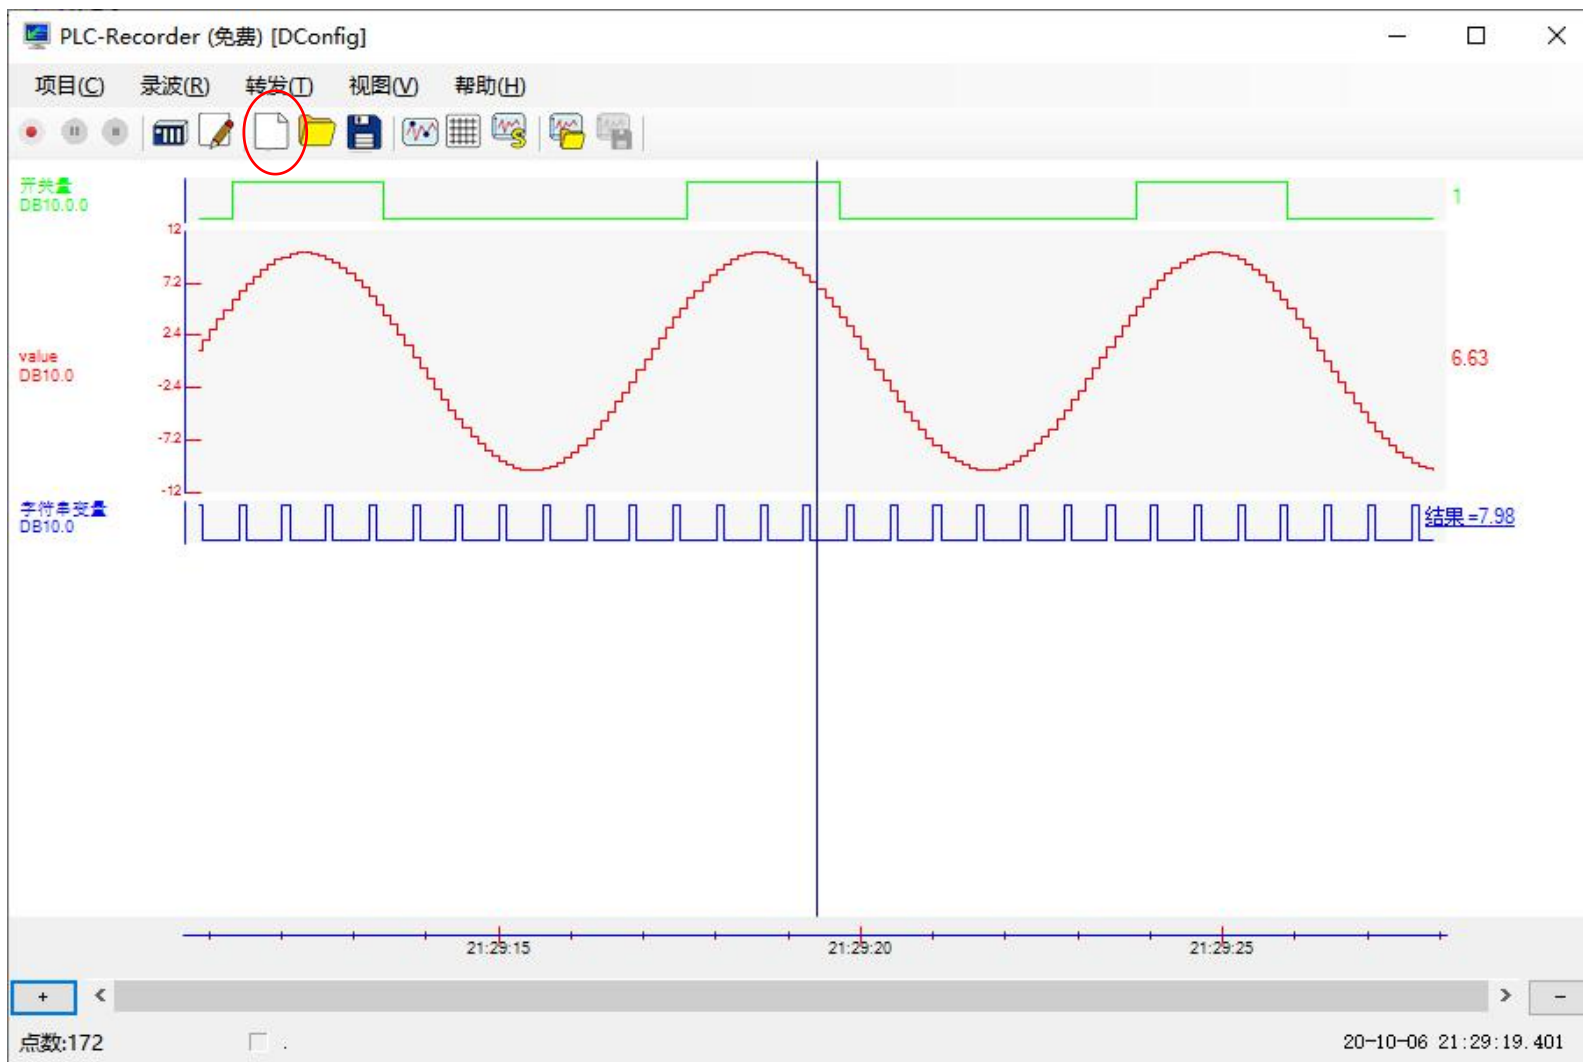 PLC-Recorder (免费) [DConfig]
项目(C) 录波(R) 转发(T) 视图(V) 帮助(H)
开关量
DB10.0.0
1
12
7.2
2.4
value
DB10.0
-2.4
-7.2
-12
6.63
字符串变量
DB10.0
结果=7.98
21:29:15 21:29:20 21:29:25
+ < > -
点数:172 . 20-10-06 21:29:19.401